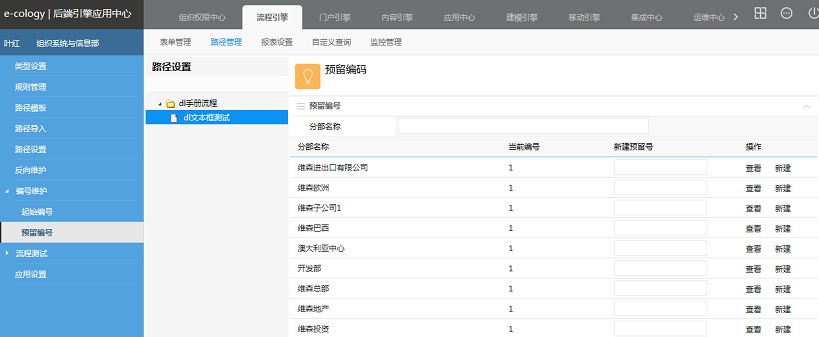 e-cology | 后端引擎应用中心
组织权限中心 流程引擎 门户引擎 内容引擎 应用中心 建模引擎 移动引擎 集成中心 运维中心
叶红 组织系统与信息部
表单管理 路径管理 报表设置 自定义查询 监控管理
类型设置
规则管理
路径模板
路径导入
路径设置
反向维护
编号维护
起始编号
预留编号
流程测试
应用设置
路径设置
dl手册流程
dl文本框测试
预留编码
预留编号
分部名称
分部名称 当前编号 新建预留号 操作
维森进出口有限公司 1 查看 新建
维森欧洲 1 查看 新建
维森子公司1 1 查看 新建
维森巴西 1 查看 新建
澳大利亚中心 1 查看 新建
开发部 1 查看 新建
维森总部 1 查看 新建
维森地产 1 查看 新建
维森投资 1 查看 新建